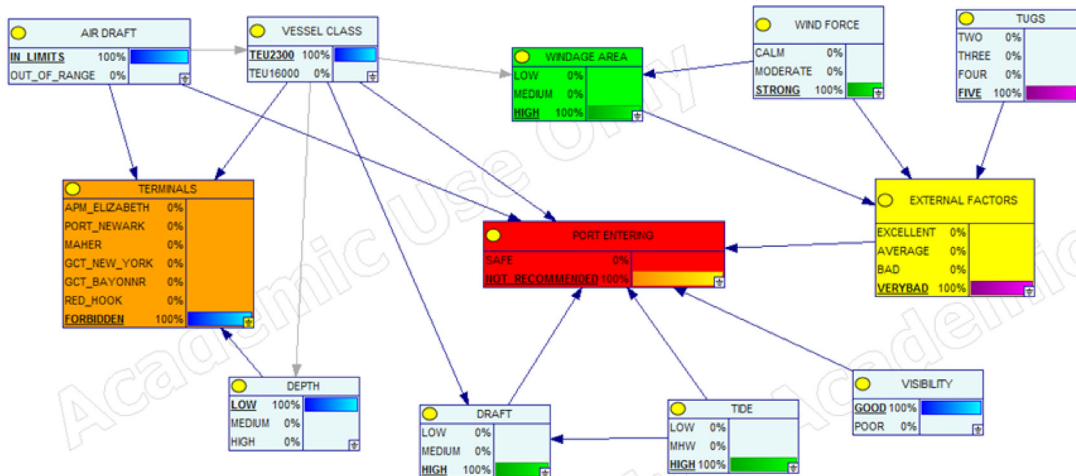 AIR DRAFT
IN_LIMITS 100%
OUT_OF_RANGE 0%
VESSEL CLASS
TEU2300 100%
TEU16000 0%
WINDAGE AREA
LOW 0%
MEDIUM 0%
HIGH 100%
WIND FORCE
CALM 0%
MODERATE 0%
STRONG 100%
TUGS
TWO 0%
THREE 0%
FOUR 0%
FIVE 100%
TERMINALS
APM_ELIZABETH 0%
PORT_NEWARK 0%
MAHER 0%
GCT_NEW_YORK 0%
GCT_BAYONNR 0%
RED_HOOK 0%
FORBIDDEN 100%
PORT ENTERING
SAFE 0%
NOT_RECOMMENDED 100%
EXTERNAL FACTORS
EXCELLENT 0%
AVERAGE 0%
BAD 0%
VERYBAD 100%
DEPTH
LOW 100%
MEDIUM 0%
HIGH 0%
DRAFT
LOW 0%
MEDIUM 0%
HIGH 100%
TIDE
LOW 0%
MHW 0%
HIGH 100%
VISIBILITY
GOOD 100%
POOR 0%
Academic Use Only
Academic